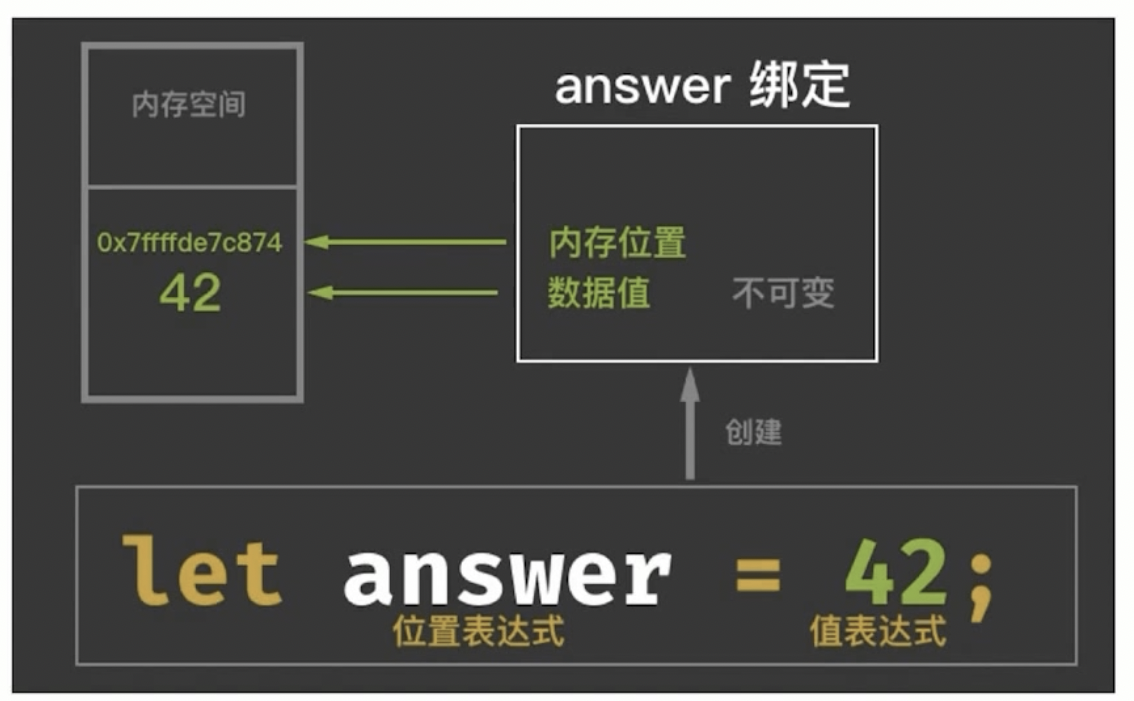 内存空间
0x7ffffde7c874
42
answer 绑定
内存位置
数据值 不可变
创建
let answer = 42;
位置表达式 值表达式